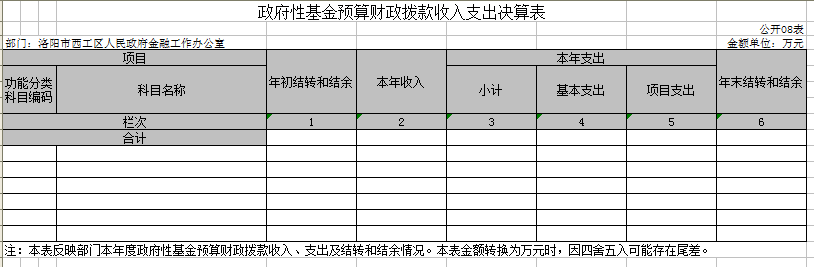 政府性基金预算财政拨款收入支出决算表
公开08表
部门：洛阳市西工区人民政府金融工作办公室 金额单位：万元
项目 年初结转和结余 本年收入 本年支出 年末结转和结余
功能分类科目编码 科目名称 小计 基本支出 项目支出
栏次 1 2 3 4 5 6
合计
注：本表反映部门本年度政府性基金预算财政拨款收入、支出及结转和结余情况。本表金额转换为万元时，因四舍五入可能存在尾差。